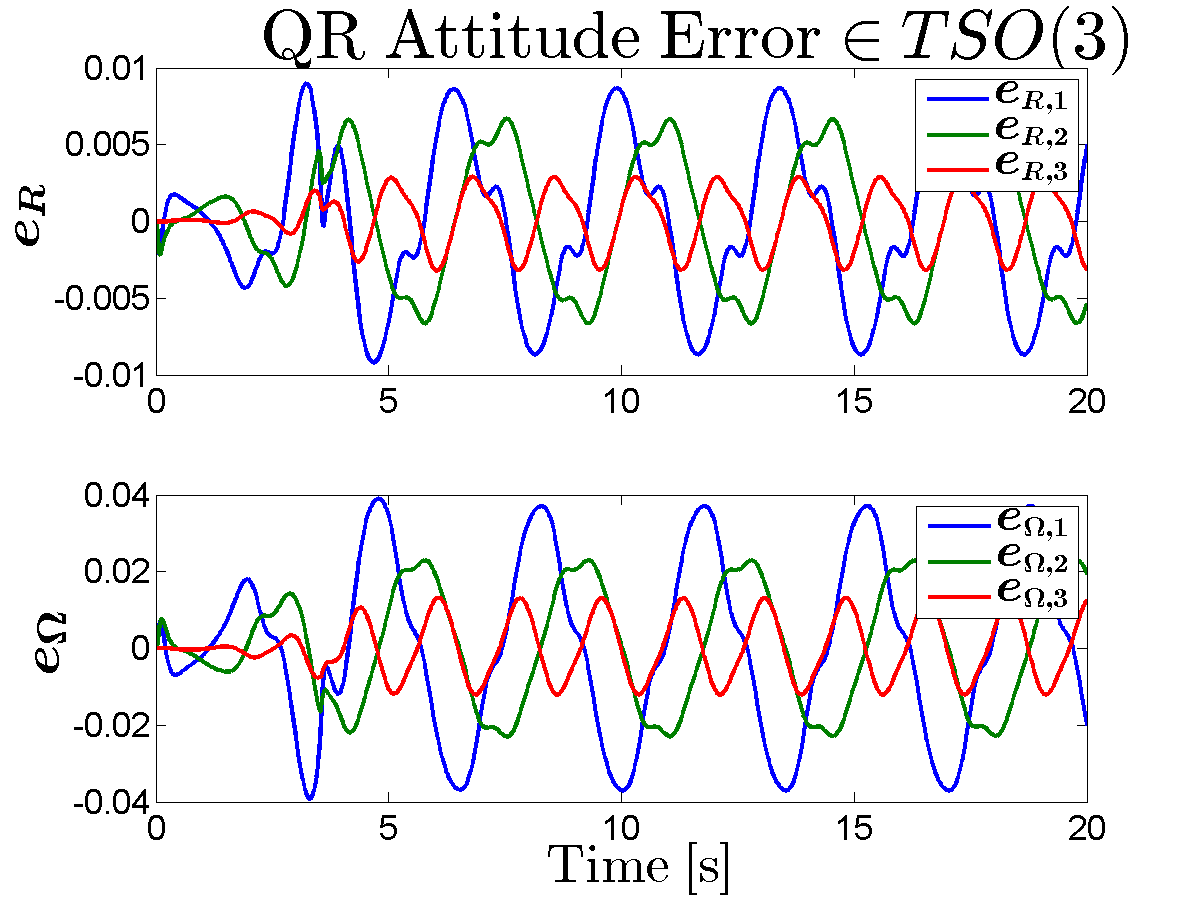 QR Attitude Error ∈ TSO(3)
0.01
0.005
0
-0.005
-0.01
e_R
e_{R,1}
e_{R,2}
e_{R,3}
0 5 10 15 20
0.04
0.02
0
-0.02
-0.04
e_Ω
e_{Ω,1}
e_{Ω,2}
e_{Ω,3}
0 5 10 15 20
Time [s]